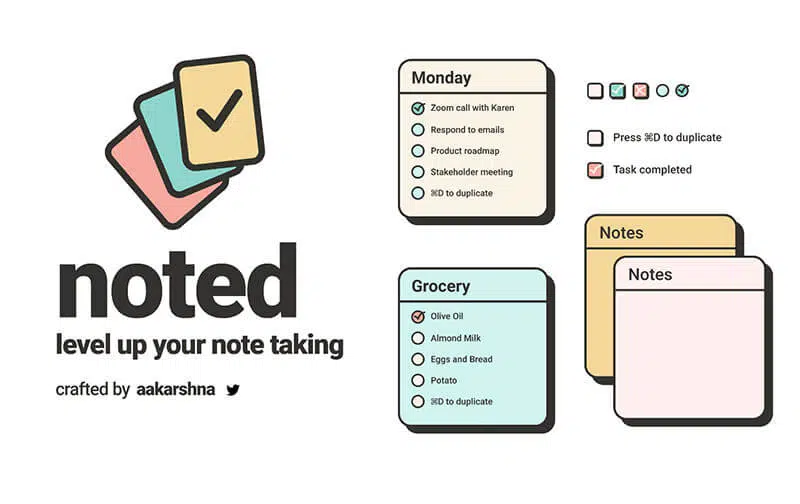 noted
level up your note taking
crafted by aakarshna
Monday
Zoom call with Karen
Respond to emails
Product roadmap
Stakeholder meeting
⌘D to duplicate
Grocery
Olive Oil
Almond Milk
Eggs and Bread
Potato
⌘D to duplicate
Press ⌘D to duplicate
Task completed
Notes
Notes